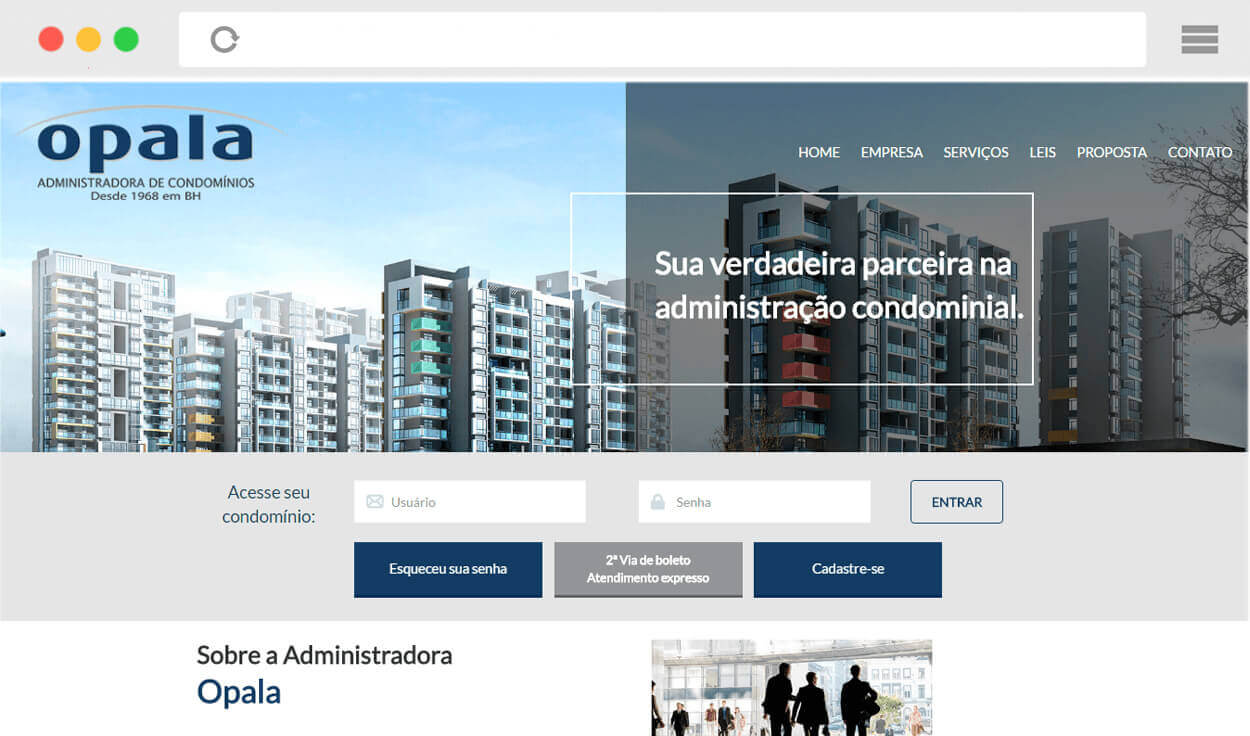 opala
ADMINISTRADORA DE CONDOMÍNIOS
Desde 1968 em BH
HOME EMPRESA SERVIÇOS LEIS PROPOSTA CONTATO
Sua verdadeira parceira na
administração condominial.
Acesse seu
condomínio:
Usuário
Senha
ENTRAR
Esqueceu sua senha
2ª Via de boleto
Atendimento expresso
Cadastre-se
Sobre a Administradora
Opala